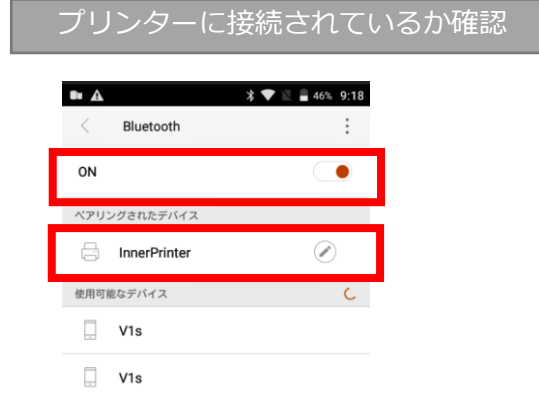 プリンターに接続されているか確認
46% 9:18
Bluetooth
ON
ペアリングされたデバイス
InnerPrinter
使用可能なデバイス
V1s
V1s